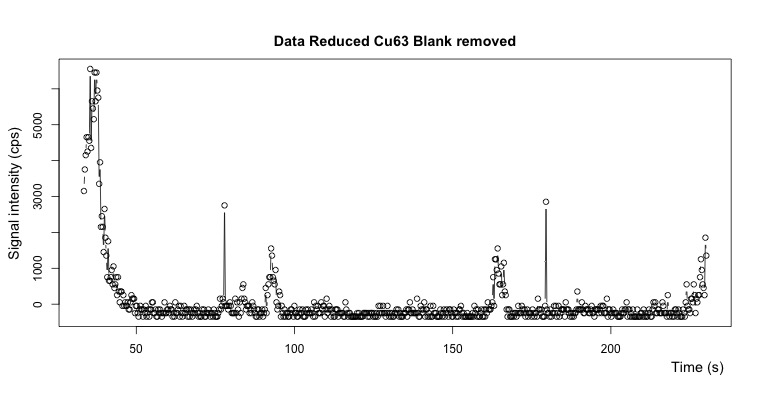 Data Reduced Cu63 Blank removed
Signal intensity (cps)
5000
3000
1000
0
50 100 150 200
Time (s)